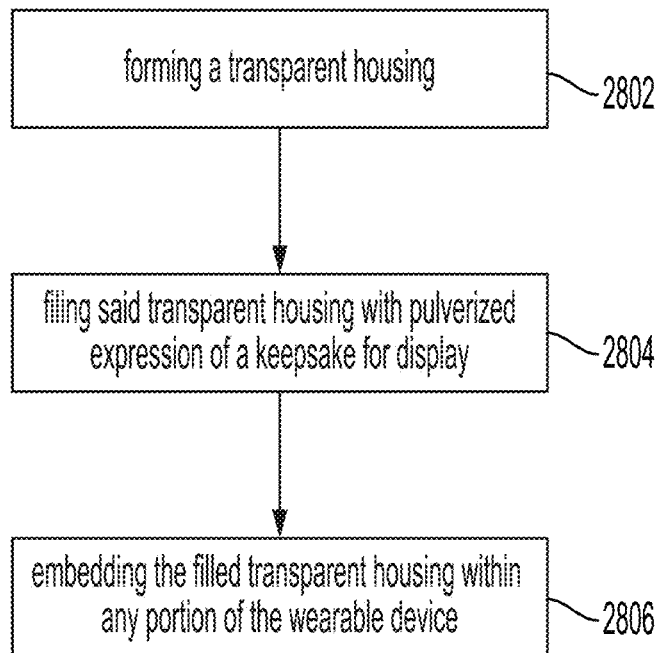 forming a transparent housing
2802
filing said transparent housing with pulverized
expression of a keepsake for display
2804
embedding the filled transparent housing within
any portion of the wearable device
2806